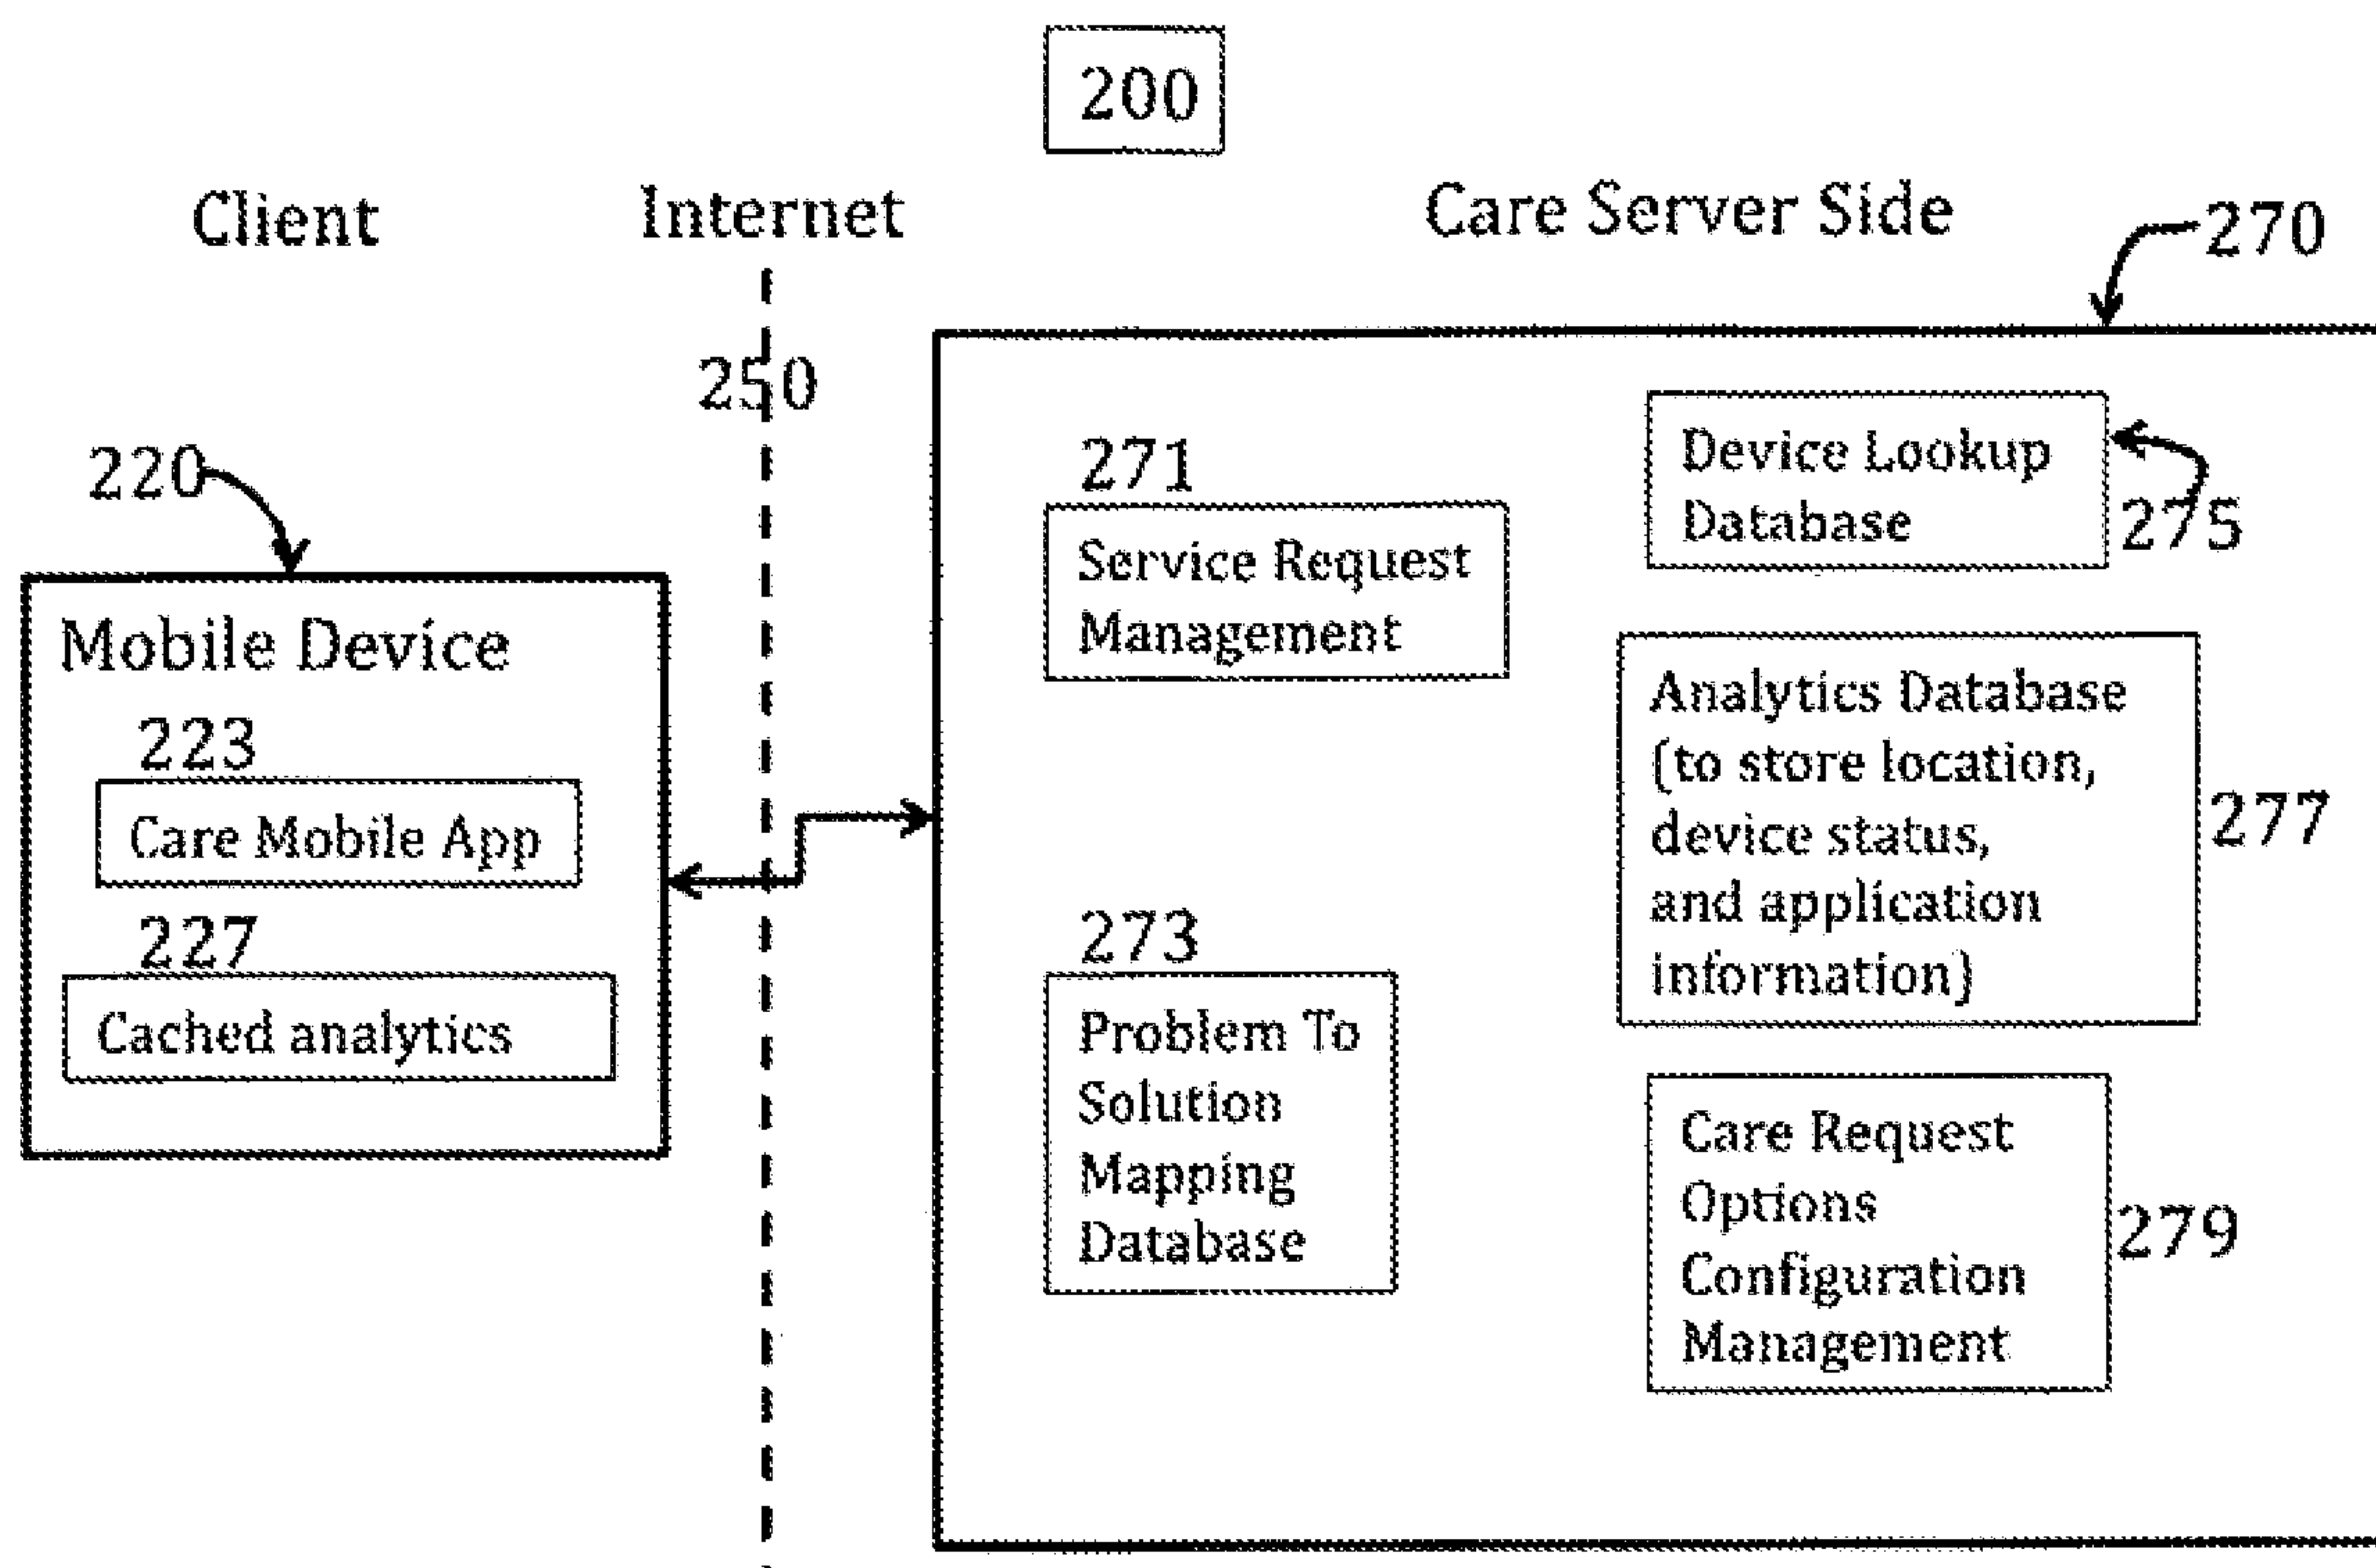 200
Client
Internet
Care Server Side
270
250
220
Mobile Device
223
Care Mobile App
227
Cached analytics
271
Service Request
Management
273
Problem To
Solution
Mapping
Database
Device Lookup
Database
275
Analytics Database
(to store location,
device status,
and application
information)
277
Care Request
Options
Configuration
Management
279